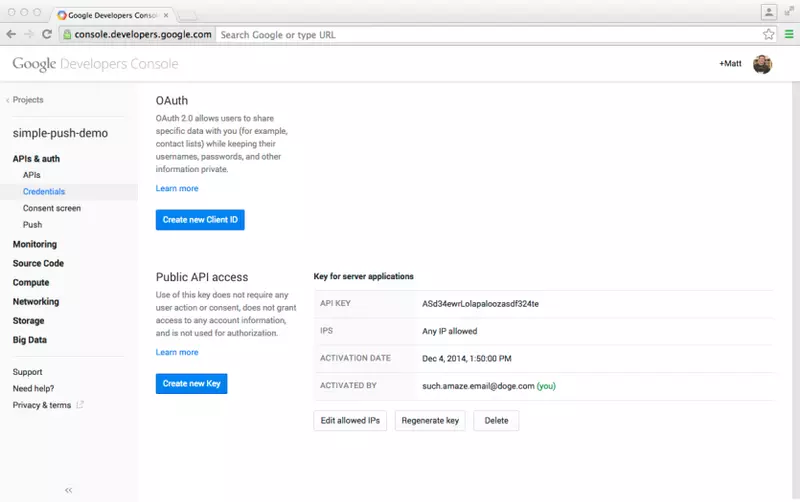 Google Developers Console
console.developers.google.com
Search Google or type URL
Google Developers Console
+Matt
Projects
simple-push-demo
APIs & auth
APIs
Credentials
Consent screen
Push
Monitoring
Source Code
Compute
Networking
Storage
Big Data
Support
Need help?
Privacy & terms
OAuth
OAuth 2.0 allows users to share
specific data with you (for example,
contact lists) while keeping their
usernames, passwords, and other
information private.
Learn more
Create new Client ID
Public API access
Use of this key does not require any
user action or consent, does not grant
access to any account information,
and is not used for authorization.
Learn more
Create new Key
Key for server applications
API KEY ASd34ewrLolapaloozasdf324te
IPS Any IP allowed
ACTIVATION DATE Dec 4, 2014, 1:50:00 PM
ACTIVATED BY such.amaze.email@doge.com (you)
Edit allowed IPs Regenerate key Delete